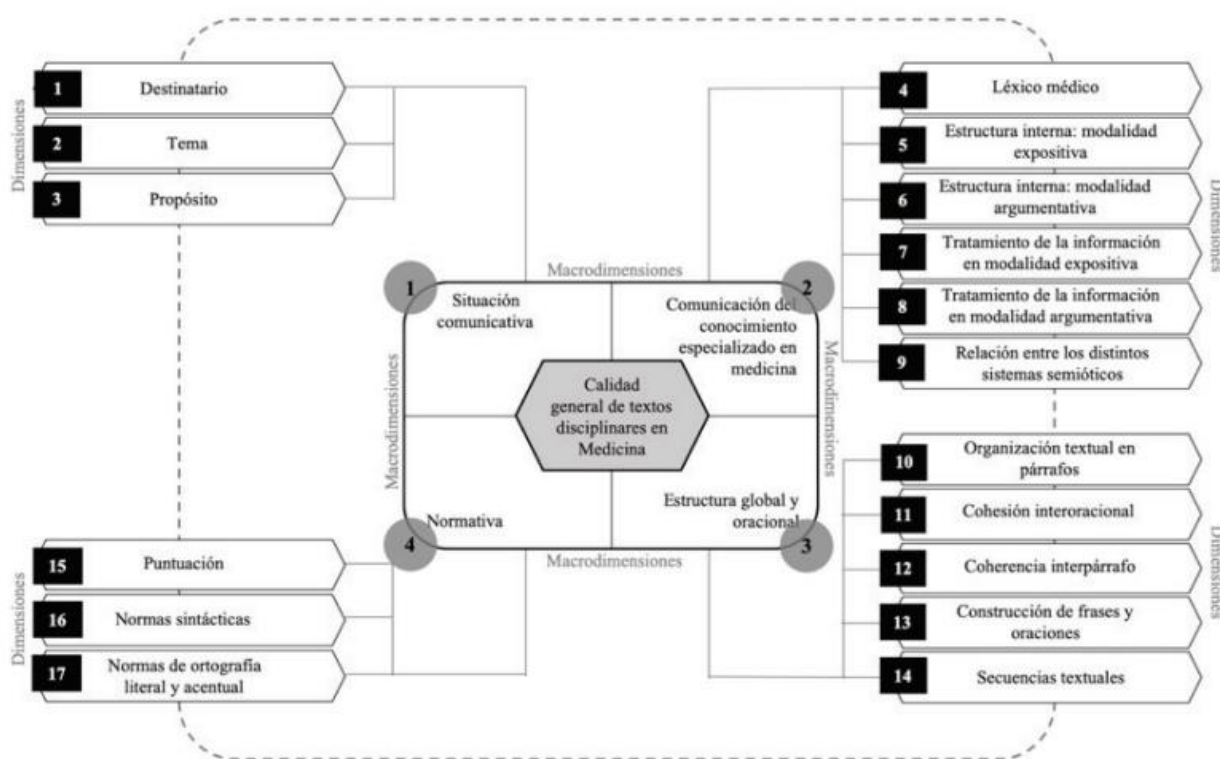 Dimensiones
1 Destinatario
2 Tema
3 Propósito
4 Léxico médico
5 Estructura interna: modalidad
expositiva
6 Estructura interna: modalidad
argumentativa
7 Tratamiento de la información
en modalidad expositiva
8 Tratamiento de la información
en modalidad argumentativa
9 Relación entre los distintos
sistemas semióticos
Dimensiones
Macrodimensiones
1
Situación
comunicativa
2
Comunicación del
conocimiento
especializado en
medicina
Macrodimensiones
Macrodimensiones
Calidad
general de textos
disciplinares en
Medicina
Normativa
4
Estructura global y
oracional
3
Macrodimensiones
10 Organización textual en
párrafos
11 Cohesión interoracional
12 Coherencia interpárrafo
13 Construcción de frases y
oraciones
14 Secuencias textuales
Dimensiones
Dimensiones
15 Puntuación
16 Normas sintácticas
17 Normas de ortografía
literal y acentual